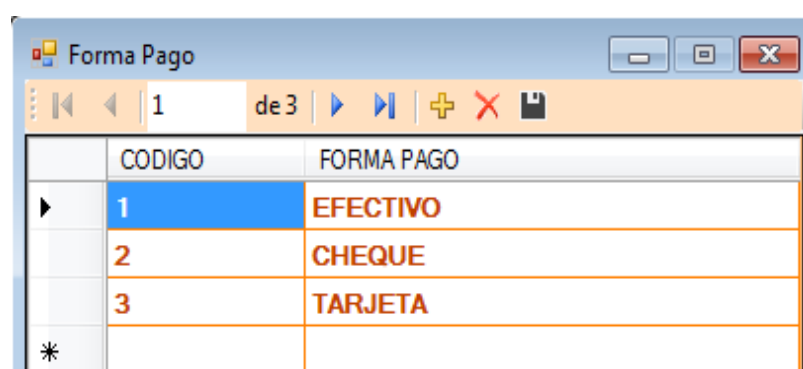 Forma Pago
1 de 3
CODIGO FORMA PAGO
1 EFECTIVO
2 CHEQUE
3 TARJETA